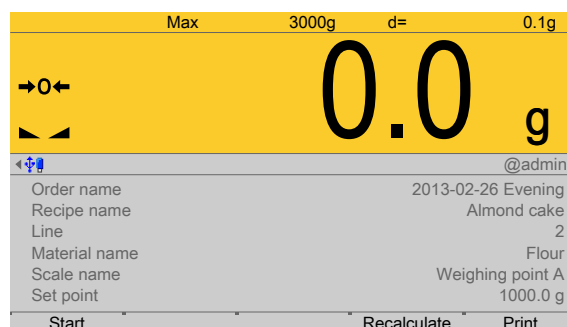 Max 3000g d= 0.1g
→0← 0.0 g
@admin
Order name 2013-02-26 Evening
Recipe name Almond cake
Line 2
Material name Flour
Scale name Weighing point A
Set point 1000.0 g
Start Recalculate Print